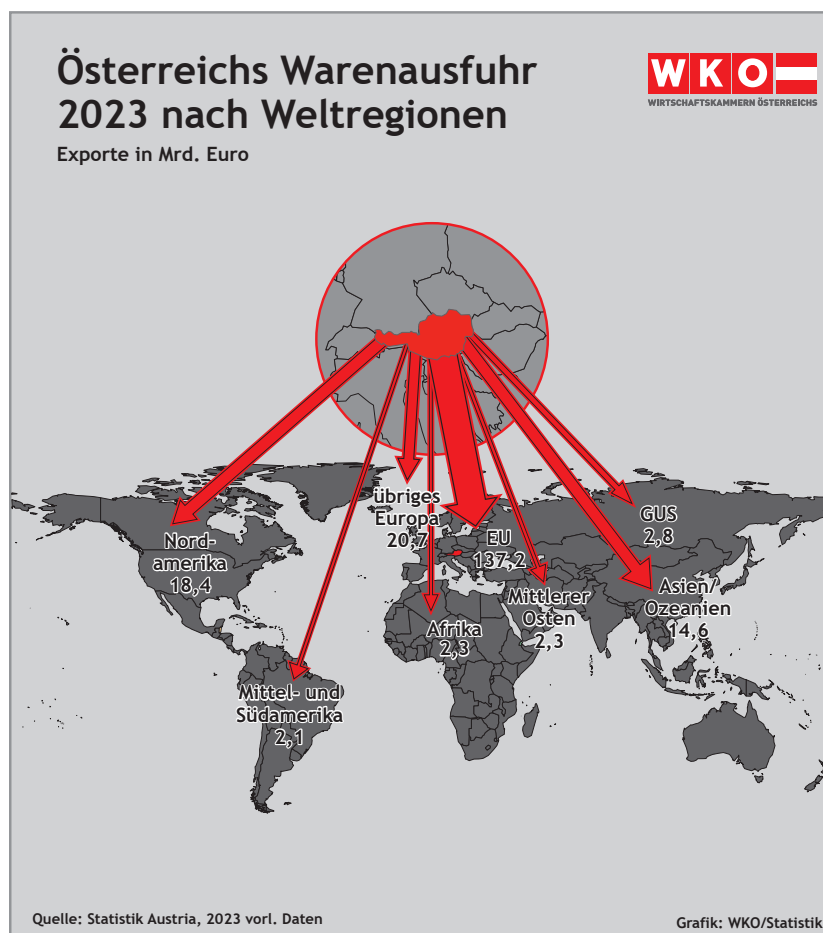 Österreichs Warenausfuhr
2023 nach Weltregionen
Exporte in Mrd. Euro
WKO
WIRTSCHAFTSKAMMERN ÖSTERREICHS
übriges
Europa
20,7
EU
137,2
GUS
2,8
Nord-
amerika
18,4
Asien/
Ozeanien
14,6
Mittlerer
Osten
2,3
Afrika
2,3
Mittel- und
Südamerika
2,1
Quelle: Statistik Austria, 2023 vorl. Daten
Grafik: WKO/Statistik